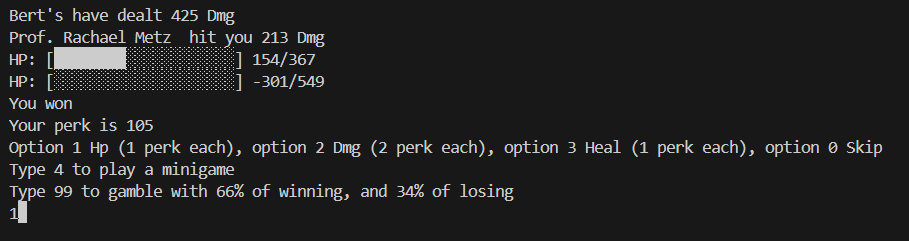 Bert's have dealt 425 Dmg
Prof. Rachael Metz  hit you 213 Dmg
HP: [████████░░░░░░░░░░░░] 154/367
HP: [░░░░░░░░░░░░░░░░░░░░] -301/549
You won
Your perk is 105
Option 1 Hp (1 perk each), option 2 Dmg (2 perk each), option 3 Heal (1 perk each), option 0 Skip
Type 4 to play a minigame
Type 99 to gamble with 66% of winning, and 34% of losing
1